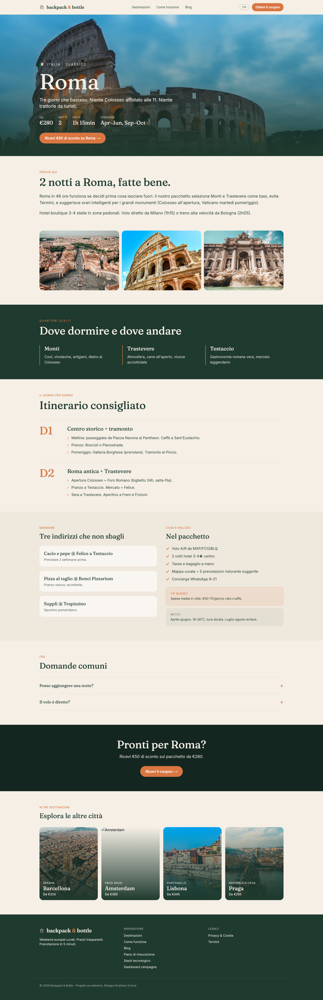 backpack & bottle
Destinazioni
Come funziona
Blog
EN
Ottieni il coupon
ITALIA CLASSICO
Roma
Tre giorni che bastano. Niente Colosseo affollato alle 11. Niente
trattorie da turisti.
DA
€280
NOTTI
2
VOLO
1h 15min
STAGIONE
Apr–Jun, Sep–Oct
Ricevi €50 di sconto su Roma →
PERCHÉ QUI
2 notti a Roma, fatte bene.
Roma in 48 ore funziona se decidi prima cosa lasciare fuori. Il nostro pacchetto seleziona Monti e Trastevere come basi, evita
Termini, e suggerisce orari intelligenti per i grandi monumenti (Colosseo all'apertura, Vaticano martedì pomeriggio).
Hotel boutique 3-4 stelle in zone pedonali. Volo diretto da Milano (1h15) o treno alta velocità da Bologna (2h05).
QUARTIERI SCELTI
Dove dormire e dove andare
Monti
Cool, vinoteche, artigiani, dietro al
Colosseo
Trastevere
Atmosfera, cene all'aperto, viuzze
acciottolate
Testaccio
Gastronomia romana vera, mercato
leggendario
IL GIORNO PER GIORNO
Itinerario consigliato
D1
Centro storico + tramonto
› Mattina: passeggiata da Piazza Navona al Pantheon. Caffè a Sant'Eustachio.
› Pranzo: Roscioli o Pianostrada.
› Pomeriggio: Galleria Borghese (prenotare). Tramonto al Pincio.
D2
Roma antica + Trastevere
› Apertura Colosseo + Foro Romano (biglietto 24h, salta-fila).
› Pranzo a Testaccio. Mercato + Felice.
› Sera a Trastevere. Aperitivo a Freni e Frizioni.
MANGIARE
Tre indirizzi che non sbagli
Cacio e pepe @ Felice a Testaccio
Prenotare 2 settimane prima.
Pizza al taglio @ Bonci Pizzarium
Pranzo veloce, eccellente.
Supplì @ Trapizzino
Spuntino pomeridiano.
COSA È INCLUSO
Nel pacchetto
✓ Volo A/R da MXP/FCO/BLQ
✓ 2 notti hotel 3-4★ centro
✓ Tasse e bagaglio a mano
✓ Mappa curata + 5 prenotazioni ristorante suggerite
✓ Concierge WhatsApp 9–21
TIP BUDGET
Spesa media in città: €50–70/giorno cibo+caffè.
METEO
Aprile-giugno: 18-26°C, luce dorata. Luglio-agosto evitare.
FAQ
Domande comuni
Posso aggiungere una notte? +
Il volo è diretto? +
Pronti per Roma?
Ricevi €50 di sconto sul pacchetto da €280.
Ricevi il coupon →
ALTRE DESTINAZIONI
Esplora le altre città
SPAGNA
Barcellona
Da €320
Amsterdam
PAESI BASSI
Amsterdam
Da €365
PORTOGALLO
Lisbona
Da €345
REPUBBLICA CECA
Praga
Da €295
backpack & bottle
Weekend europei curati. Prezzi trasparenti.
Prenotazione in 5 minuti.
NAVIGAZIONE
Destinazioni
Come funziona
Blog
Piano di misurazione
Stack tecnologico
Dashboard campagna
LEGALE
Privacy & Cookie
Termini
© 2026 Backpack & Bottle · Progetto accademico, Bologna Business School